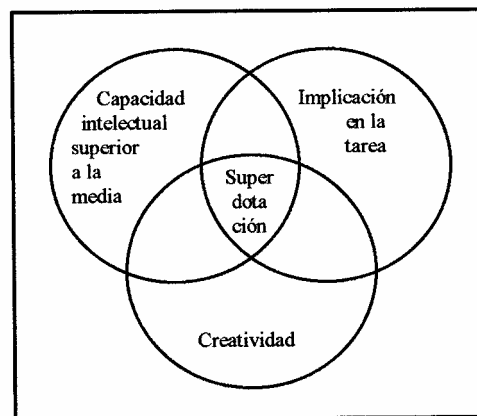 Capacidad
intelectual
superior
a la
media
Implicación
en la
tarea
Super
dota
ción
Creatividad